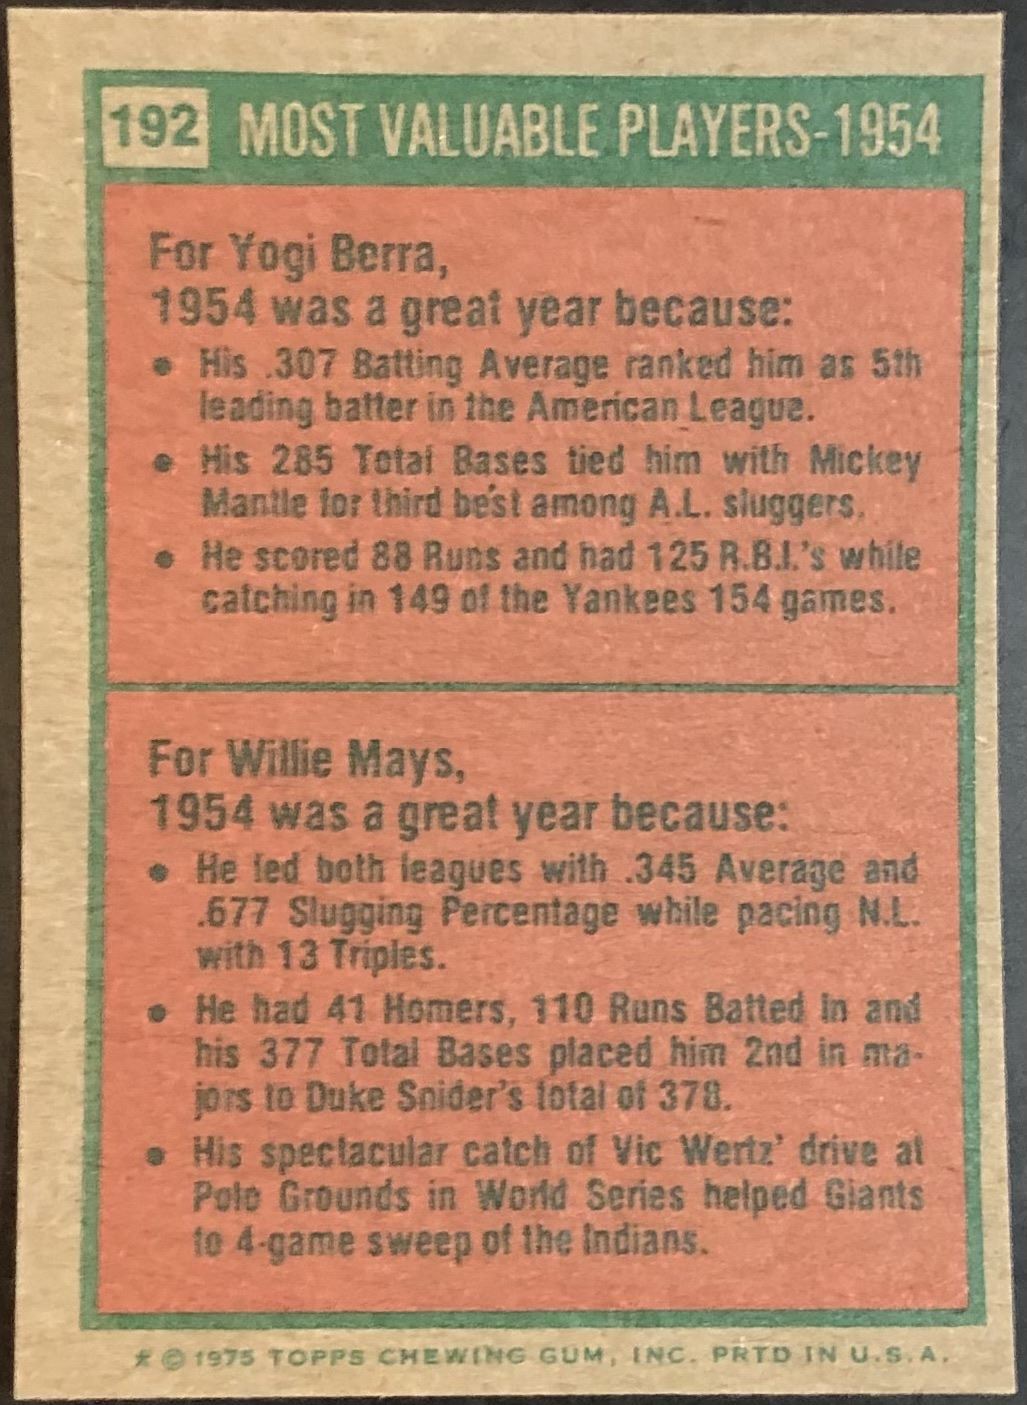 192 MOST VALUABLE PLAYERS-1954
For Yogi Berra,
1954 was a great year because:
• His .307 Batting Average ranked him as 5th
leading batter in the American League.
• His 285 Total Bases tied him with Mickey
Mantle for third best among A.L. sluggers.
• He scored 88 Runs and had 125 R.B.I.'s while
catching in 149 of the Yankees 154 games.
For Willie Mays,
1954 was a great year because:
• He led both leagues with .345 Average and
.677 Slugging Percentage while pacing N.L.
with 13 Triples.
• He had 41 Homers, 110 Runs Batted In and
his 377 Total Bases placed him 2nd in ma-
jors to Duke Snider's total of 378.
• His spectacular catch of Vic Wertz' drive at
Polo Grounds in World Series helped Giants
to 4-game sweep of the Indians.
* © 1975 TOPPS CHEWING GUM, INC. PRTD IN U.S.A.